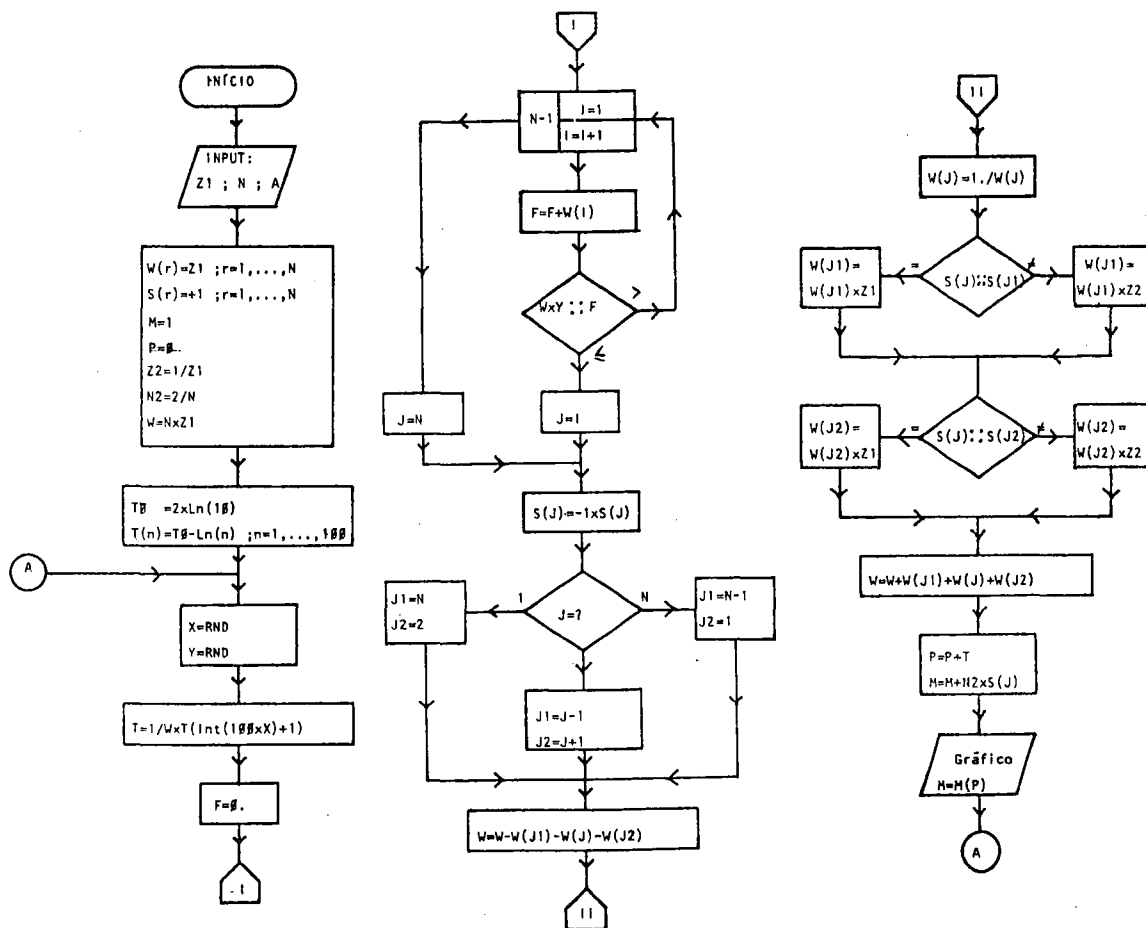 INÍCIO
INPUT:
Z1 ; N ; A
W(r)=Z1 ;r=1,...,N
S(r)=+1 ;r=1,...,N
M=1
P=Ø.
Z2=1/Z1
N2=2/N
W=NxZ1
TØ =2xLn(1Ø)
T(n)=TØ-Ln(n) ;n=1,...,1ØØ
A
X=RND
Y=RND
T=1/WxT(Int(1ØØxX)+1)
F=Ø.
I
I
N-1
I=1
I=I+1
F=F+W(I)
WxY :: F
>
≤
J=N
J=I
S(J)=-1xS(J)
J=?
1
N
J1=N
J2=2
J1=N-1
J2=1
J1=J-1
J2=J+1
W=W-W(J1)-W(J)-W(J2)
II
II
W(J)=1./W(J)
S(J)::S(J1)
=
≠
W(J1)=
W(J1)xZ1
W(J1)=
W(J1)xZ2
S(J)::S(J2)
=
≠
W(J2)=
W(J2)xZ1
W(J2)=
W(J2)xZ2
W=W+W(J1)+W(J)+W(J2)
P=P+T
M=M+N2xS(J)
Gráfico
M=M(P)
A